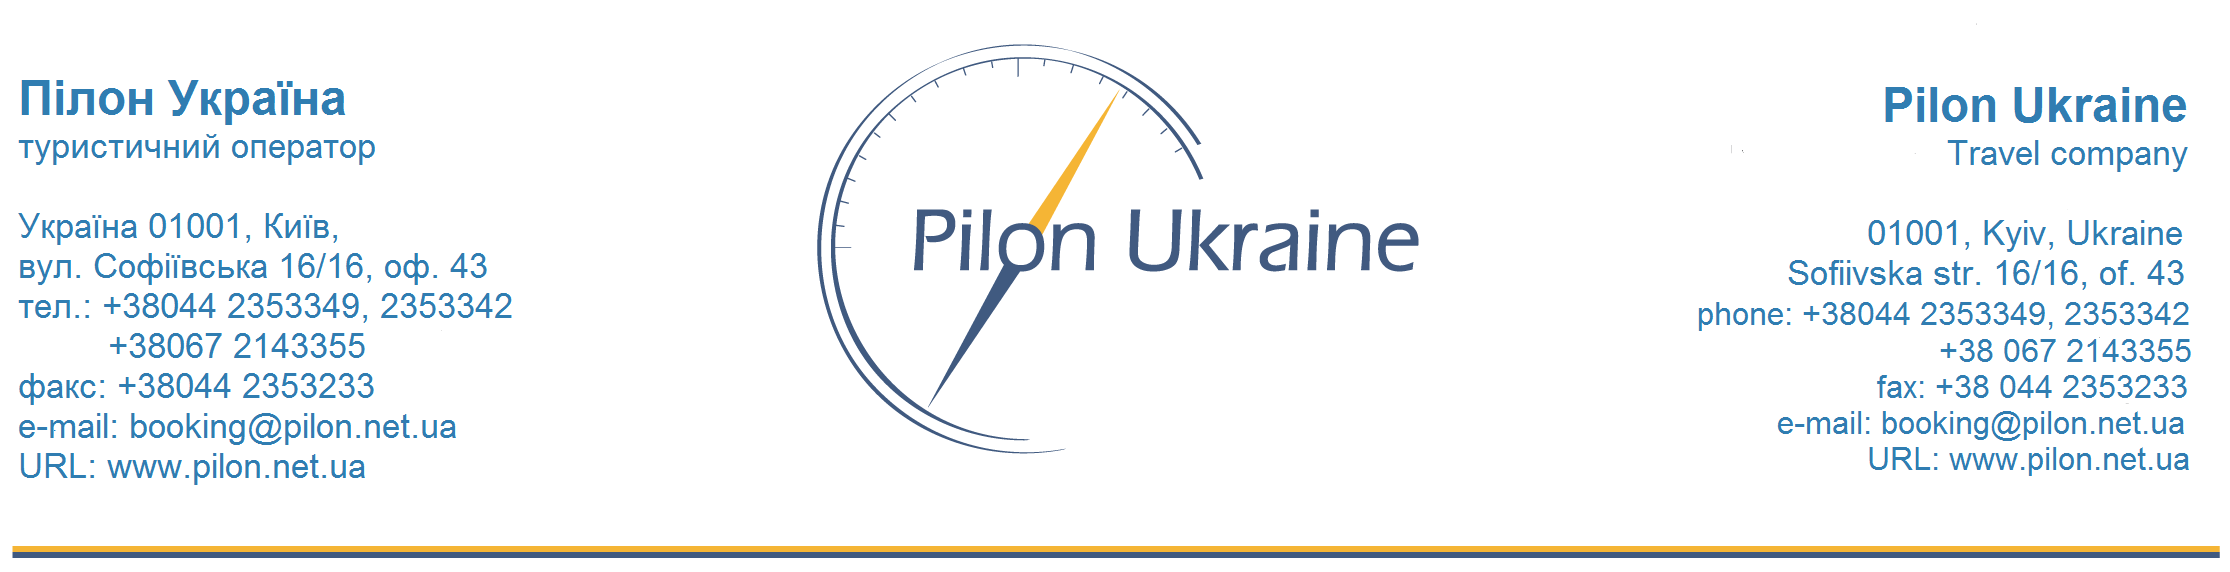 Пілон Україна
туристичний оператор
Україна 01001, Київ,
вул. Софіївська 16/16, оф. 43
тел.: +38044 2353349, 2353342
+38067 2143355
факс: +38044 2353233
e-mail: booking@pilon.net.ua
URL: www.pilon.net.ua
Pilon Ukraine
Pilon Ukraine
Travel company
01001, Kyiv, Ukraine
Sofiivska str. 16/16, of. 43
phone: +38044 2353349, 2353342
+38 067 2143355
fax: +38 044 2353233
e-mail: booking@pilon.net.ua
URL: www.pilon.net.ua